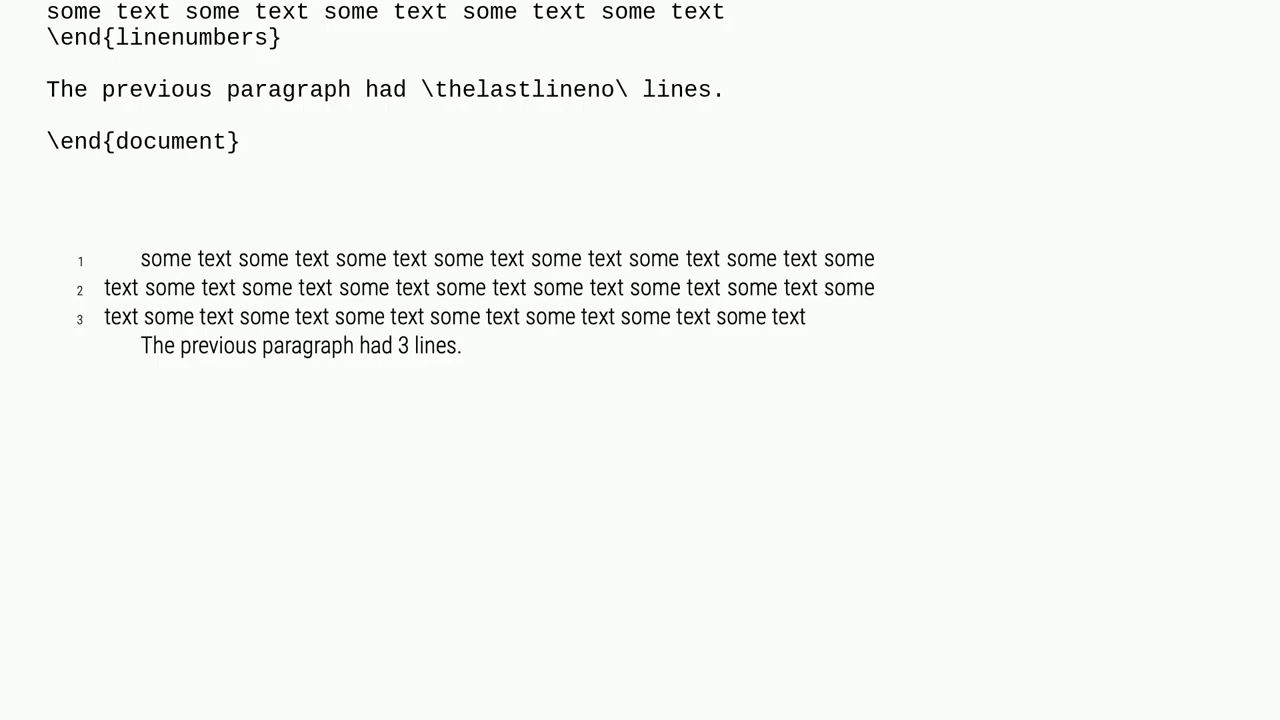 some text some text some text some text some text
\end{linenumbers}
The previous paragraph had \thelastlineno\ lines.
\end{document}
1 some text some text some text some text some text some text some text some
2 text some text some text some text some text some text some text some text some
3 text some text some text some text some text some text some text some text
The previous paragraph had 3 lines.